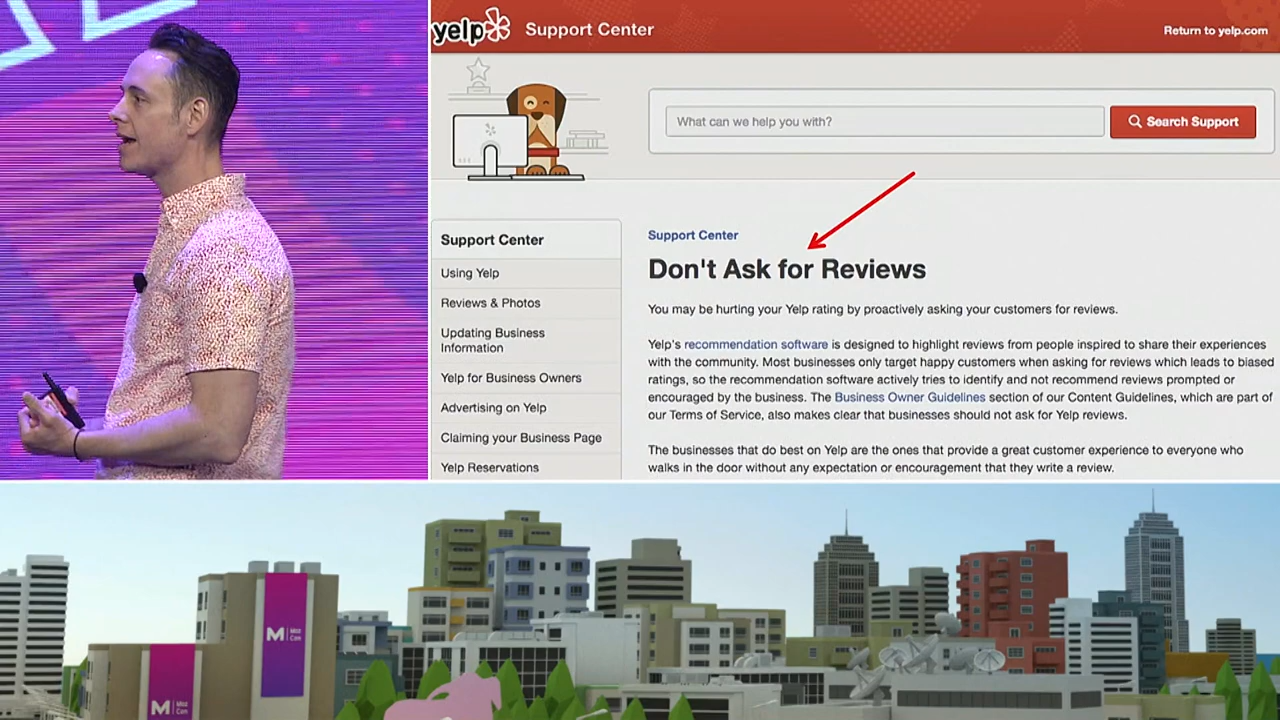 yelp Support Center
Return to yelp.com
What can we help you with?
Search Support
Support Center
Using Yelp
Reviews & Photos
Updating Business
Information
Yelp for Business Owners
Advertising on Yelp
Claiming your Business Page
Yelp Reservations
Support Center
Don't Ask for Reviews
You may be hurting your Yelp rating by proactively asking your customers for reviews.
Yelp's recommendation software is designed to highlight reviews from people inspired to share their experiences
with the community. Most businesses only target happy customers when asking for reviews which leads to biased
ratings, so the recommendation software actively tries to identify and not recommend reviews prompted or
encouraged by the business. The Business Owner Guidelines section of our Content Guidelines, which are part of
our Terms of Service, also makes clear that businesses should not ask for Yelp reviews.
The businesses that do best on Yelp are the ones that provide a great customer experience to everyone who
walks in the door without any expectation or encouragement that they write a review.
M Moz
Con
M Moz
Con